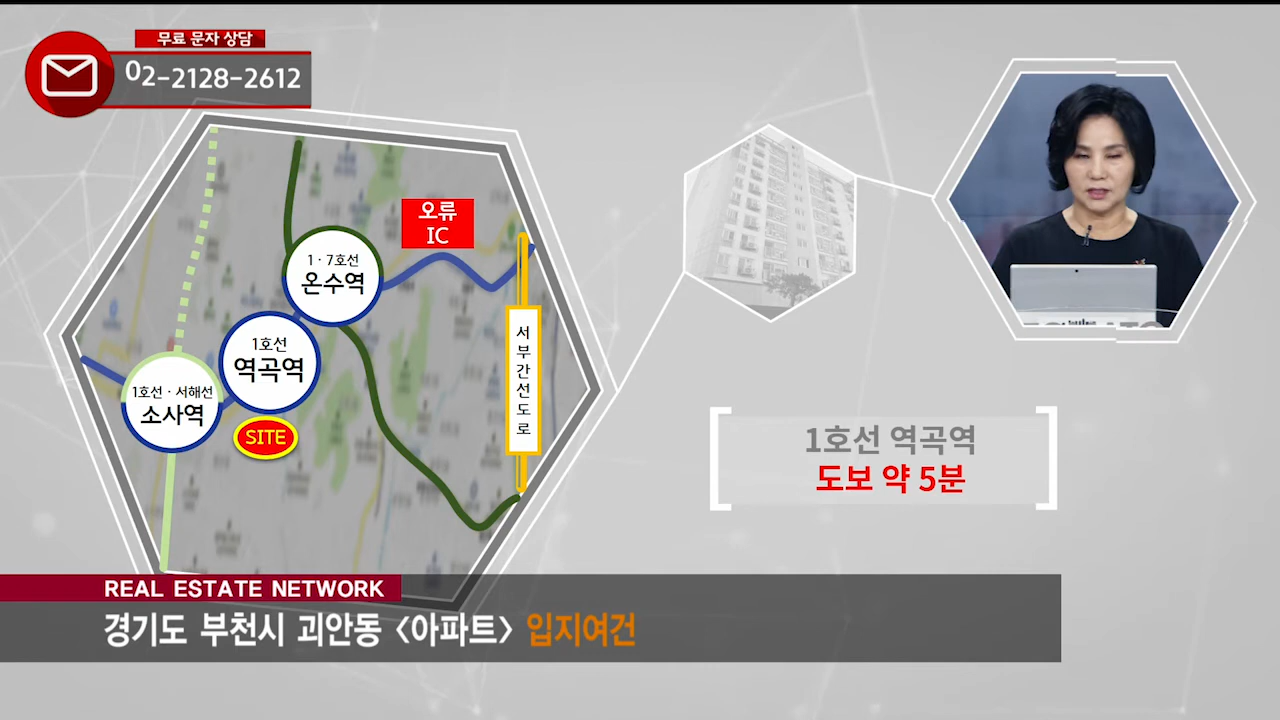 무료 문자 상담
02-2128-2612
오류
IC
1·7호선
온수역
1호선
역곡역
1호선·서해선
소사역
SITE
서부간선도로
1호선 역곡역
도보 약 5분
REAL ESTATE NETWORK
경기도 부천시 괴안동 <아파트> 입지여건